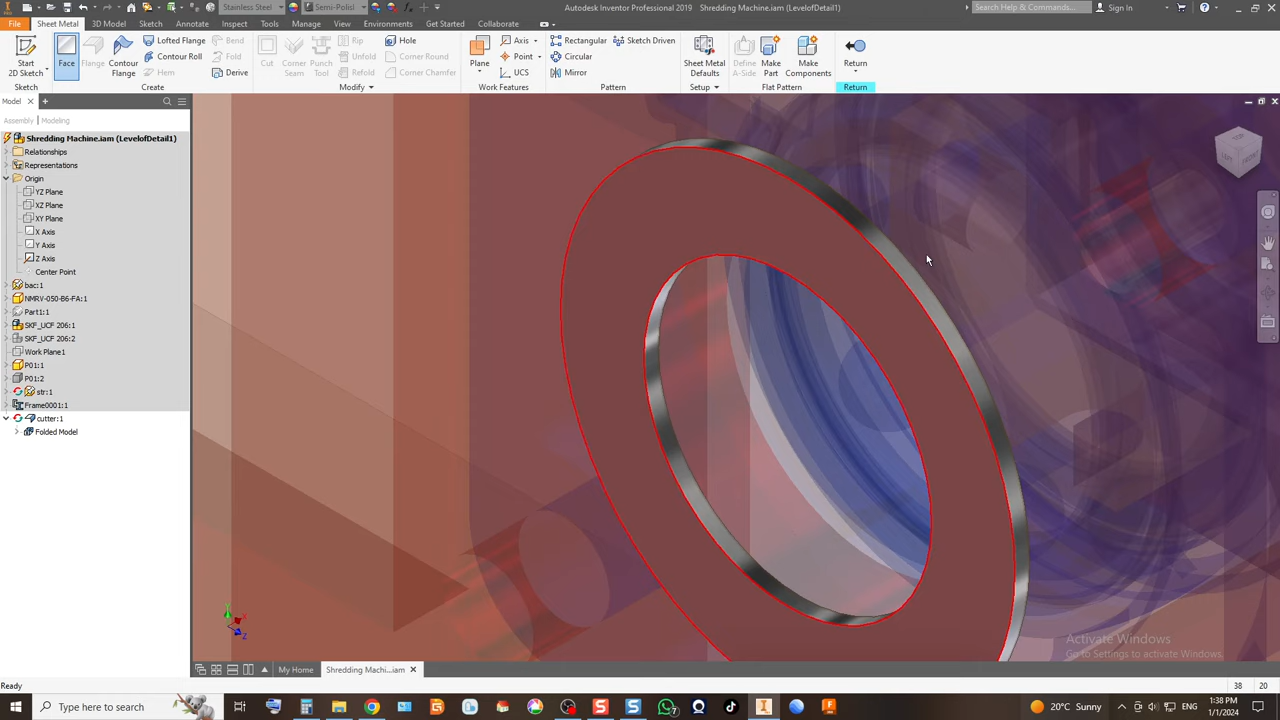 Stainless Steel
Semi-Polisl
Autodesk Inventor Professional 2019   Shredding Machine.iam (LevelofDetail1)
Search Help & Commands...
Sign In
File
Sheet Metal
3D Model
Sketch
Annotate
Inspect
Tools
Manage
View
Environments
Get Started
Collaborate
Start
2D Sketch
Face
Flange
Contour
Flange
Lofted Flange
Contour Roll
Hem
Bend
Fold
Derive
Cut
Corner
Seam
Punch
Tool
Rip
Unfold
Refold
Hole
Corner Round
Corner Chamfer
Plane
Axis
Point
UCS
Rectangular
Circular
Mirror
Sketch Driven
Sheet Metal
Defaults
Define
A-Side
Make
Part
Make
Components
Return
Sketch
Create
Modify
Work Features
Pattern
Setup
Flat Pattern
Return
Model
Assembly
Modeling
Shredding Machine.iam (LevelofDetail1)
Relationships
Representations
Origin
YZ Plane
XZ Plane
XY Plane
X Axis
Y Axis
Z Axis
Center Point
bac:1
NMRV-050-B6-FA:1
Part1:1
SKF_UCF 206:1
SKF_UCF 206:2
Work Plane1
P01:1
P01:2
str:1
Frame0001:1
cutter:1
Folded Model
TOP
LEFT
FRONT
Y
X
Z
Activate Windows
Go to Settings to activate Windows.
My Home
Shredding Machi...iam
Ready
38
20
Type here to search
20°C Sunny
ENG
1:38 PM
1/1/2024